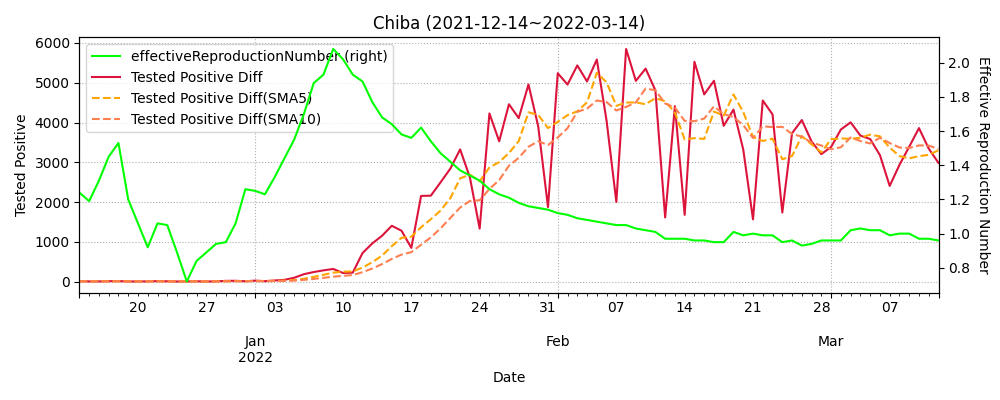 Chiba (2021-12-14~2022-03-14)
effectiveReproductionNumber (right)
Tested Positive Diff
Tested Positive Diff(SMA5)
Tested Positive Diff(SMA10)
Tested Positive
6000
5000
4000
3000
2000
1000
0
Effective Reproduction Number
2.0
1.8
1.6
1.4
1.2
1.0
0.8
20 27 03 10 17 24 31 07 14 21 28 07
Jan Feb Mar
2022
Date